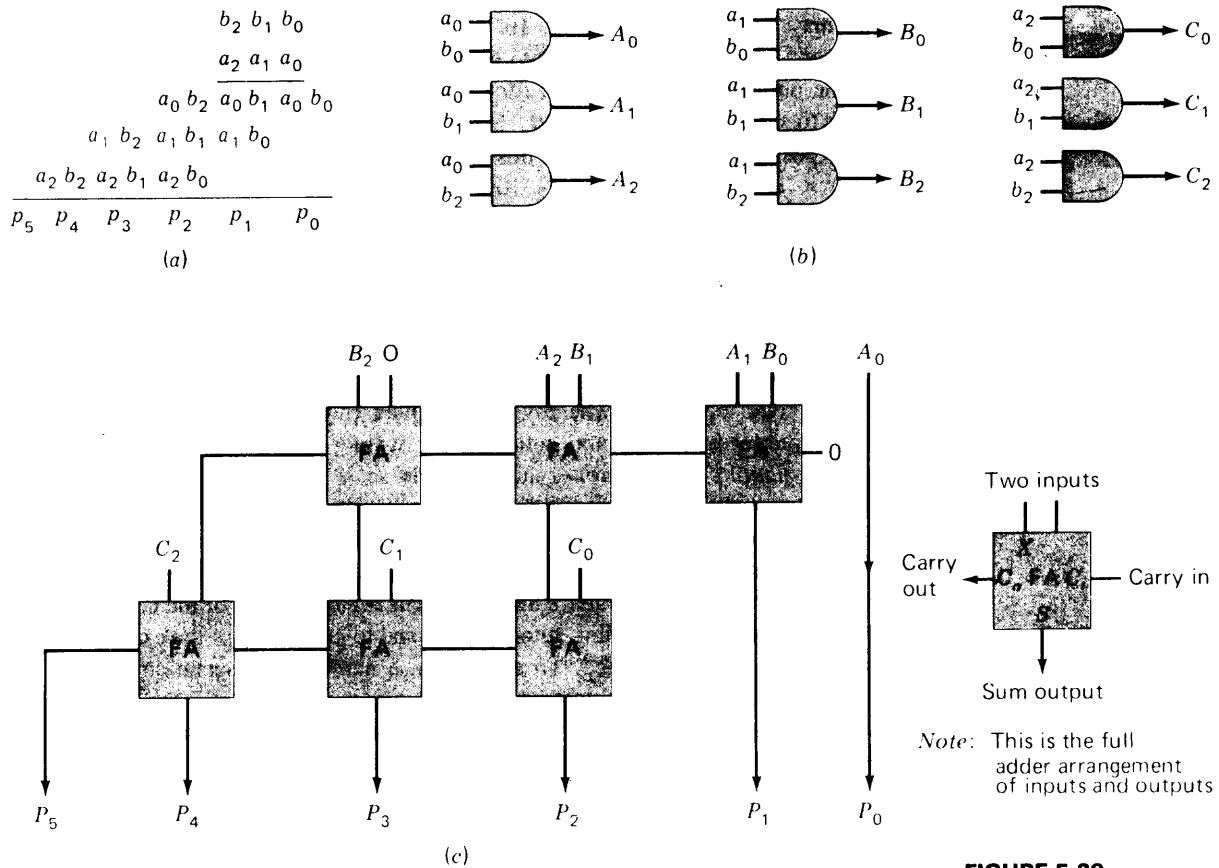 b₂ b₁ b₀
a₂ a₁ a₀
a₀ b₂ a₀ b₁ a₀ b₀
a₁ b₂ a₁ b₁ a₁ b₀
a₂ b₂ a₂ b₁ a₂ b₀
p₅ p₄ p₃ p₂ p₁ p₀
(a)
a₀
b₀
A₀
a₀
b₁
A₁
a₀
b₂
A₂
a₁
b₀
B₀
a₁
b₁
B₁
a₁
b₂
B₂
a₂
b₀
C₀
a₂
b₁
C₁
a₂
b₂
C₂
(b)
B₂ 0 A₂ B₁ A₁ B₀ A₀
FA FA FA 0
C₂ C₁ C₀
FA FA FA
P₅ P₄ P₃ P₂ P₁ P₀
(c)
Two inputs
X
Carry
out
Cₒ FA Cᵢ
Carry in
S
Sum output
Note: This is the full
adder arrangement
of inputs and outputs